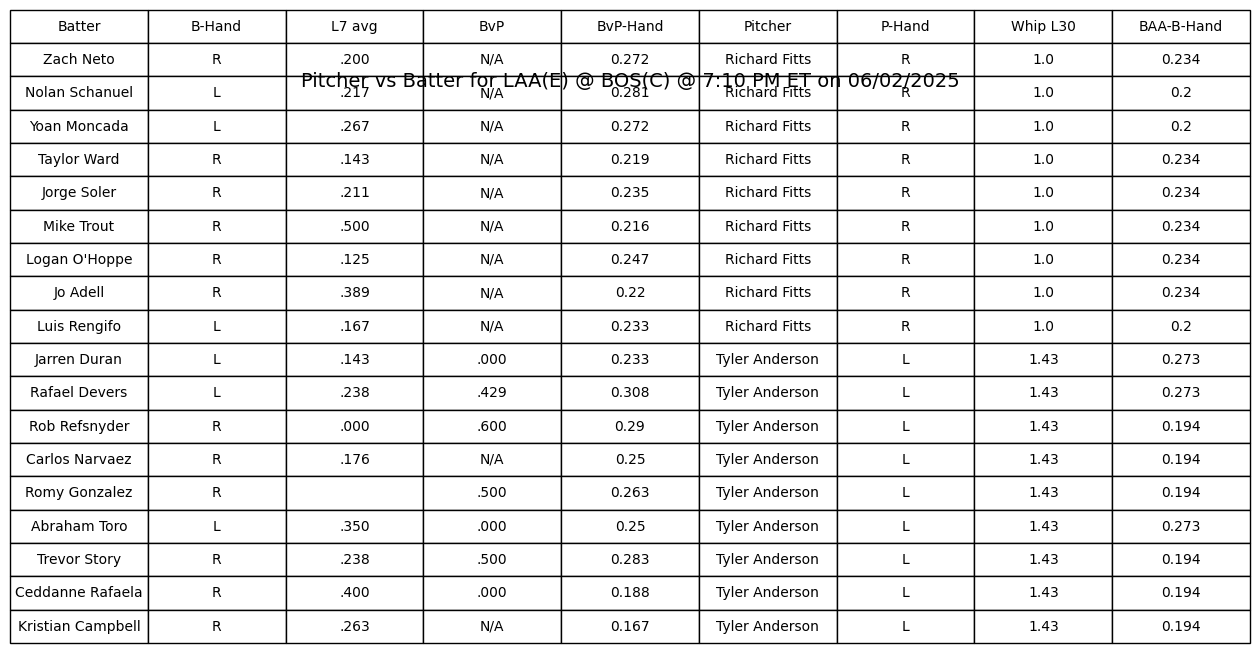 Batter B-Hand L7 avg BvP BvP-Hand Pitcher P-Hand Whip L30 BAA-B-Hand
Zach Neto R .200 N/A 0.272 Richard Fitts R 1.0 0.234
Pitcher vs Batter for LAA(E) @ BOS(C) @ 7:10 PM ET on 06/02/2025
Nolan Schanuel L .217 N/A 0.281 Richard Fitts R 1.0 0.2
Yoan Moncada L .267 N/A 0.272 Richard Fitts R 1.0 0.2
Taylor Ward R .143 N/A 0.219 Richard Fitts R 1.0 0.234
Jorge Soler R .211 N/A 0.235 Richard Fitts R 1.0 0.234
Mike Trout R .500 N/A 0.216 Richard Fitts R 1.0 0.234
Logan O'Hoppe R .125 N/A 0.247 Richard Fitts R 1.0 0.234
Jo Adell R .389 N/A 0.22 Richard Fitts R 1.0 0.234
Luis Rengifo L .167 N/A 0.233 Richard Fitts R 1.0 0.2
Jarren Duran L .143 .000 0.233 Tyler Anderson L 1.43 0.273
Rafael Devers L .238 .429 0.308 Tyler Anderson L 1.43 0.273
Rob Refsnyder R .000 .600 0.29 Tyler Anderson L 1.43 0.194
Carlos Narvaez R .176 N/A 0.25 Tyler Anderson L 1.43 0.194
Romy Gonzalez R .500 0.263 Tyler Anderson L 1.43 0.194
Abraham Toro L .350 .000 0.25 Tyler Anderson L 1.43 0.273
Trevor Story R .238 .500 0.283 Tyler Anderson L 1.43 0.194
Ceddanne Rafaela R .400 .000 0.188 Tyler Anderson L 1.43 0.194
Kristian Campbell R .263 N/A 0.167 Tyler Anderson L 1.43 0.194